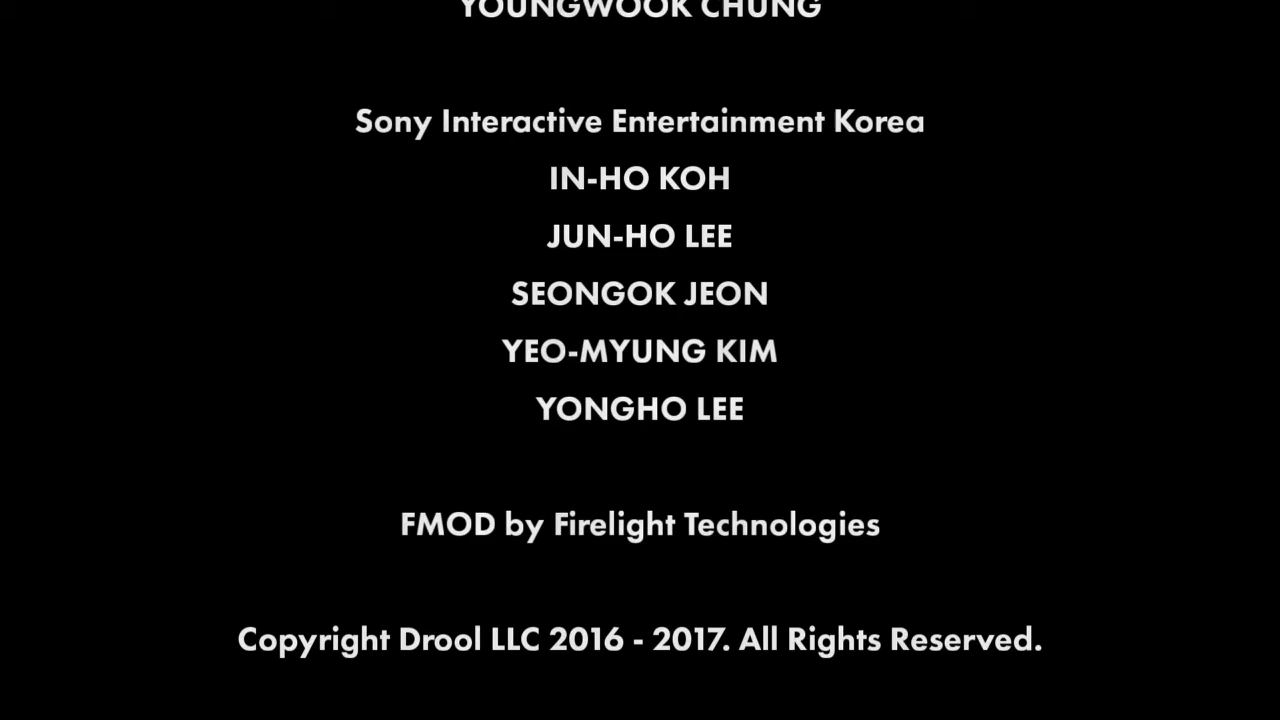 YOUNGWOOK CHUNG
Sony Interactive Entertainment Korea
IN-HO KOH
JUN-HO LEE
SEONGOK JEON
YEO-MYUNG KIM
YONGHO LEE
FMOD by Firelight Technologies
Copyright Drool LLC 2016 - 2017. All Rights Reserved.